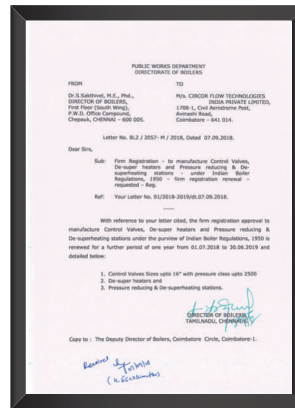 PUBLIC WORKS DEPARTMENT
DIRECTORATE OF BOILERS
FROM
TO
Dr.S.Sakthivel, M.E., Phd.,
DIRECTOR OF BOILERS,
First Floor (South Wing),
P.W.D. Office Compound,
Chepauk, CHENNAI – 600 005.
M/s. CIRCOR FLOW TECHNOLOGIES
INDIA PRIVATE LIMITED,
1708-1, Civil Aerodrome Post,
Avinashi Road,
Coimbatore – 641 014.
Letter No. BL2 / 2057- M / 2018, Dated 07.09.2018.
Dear Sirs,
Sub: Firm Registration – to manufacture Control Valves,
De-super heaters and Pressure reducing & De-
superheating stations – under Indian Boiler
Regulations, 1950 – firm registration renewal –
requested – Reg.
Ref: Your Letter No. 01/2018-2019/dt.07.09.2018.
With reference to your letter cited, the firm registration approval to
manufacture Control Valves, De-super heaters and Pressure reducing &
De-superheating stations under the purview of Indian Boiler Regulations, 1950 is
renewed for a further period of one year from 01.07.2018 to 30.06.2019 and
detailed below:
1. Control Valves Sizes upto 16" with pressure class upto 2500
2. De-super heaters and
3. Pressure reducing & De-superheating stations.
DIRECTOR OF BOILERS,
TAMILNADU, CHENNAI
Copy to : The Deputy Director of Boilers, Coimbatore Circle, Coimbatore-1.
Received